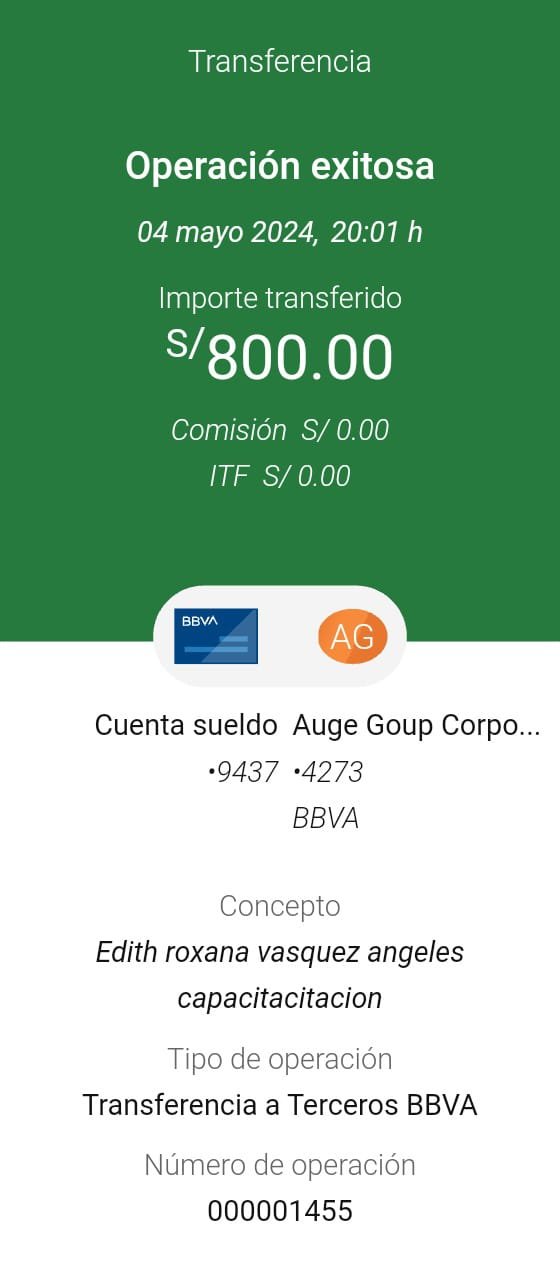 Transferencia
Operación exitosa
04 mayo 2024, 20:01 h
Importe transferido
S/800.00
Comisión S/ 0.00
ITF S/ 0.00
BBVA
AG
Cuenta sueldo Auge Goup Corpo...
•9437 •4273
BBVA
Concepto
Edith roxana vasquez angeles
capacitacitacion
Tipo de operación
Transferencia a Terceros BBVA
Número de operación
000001455